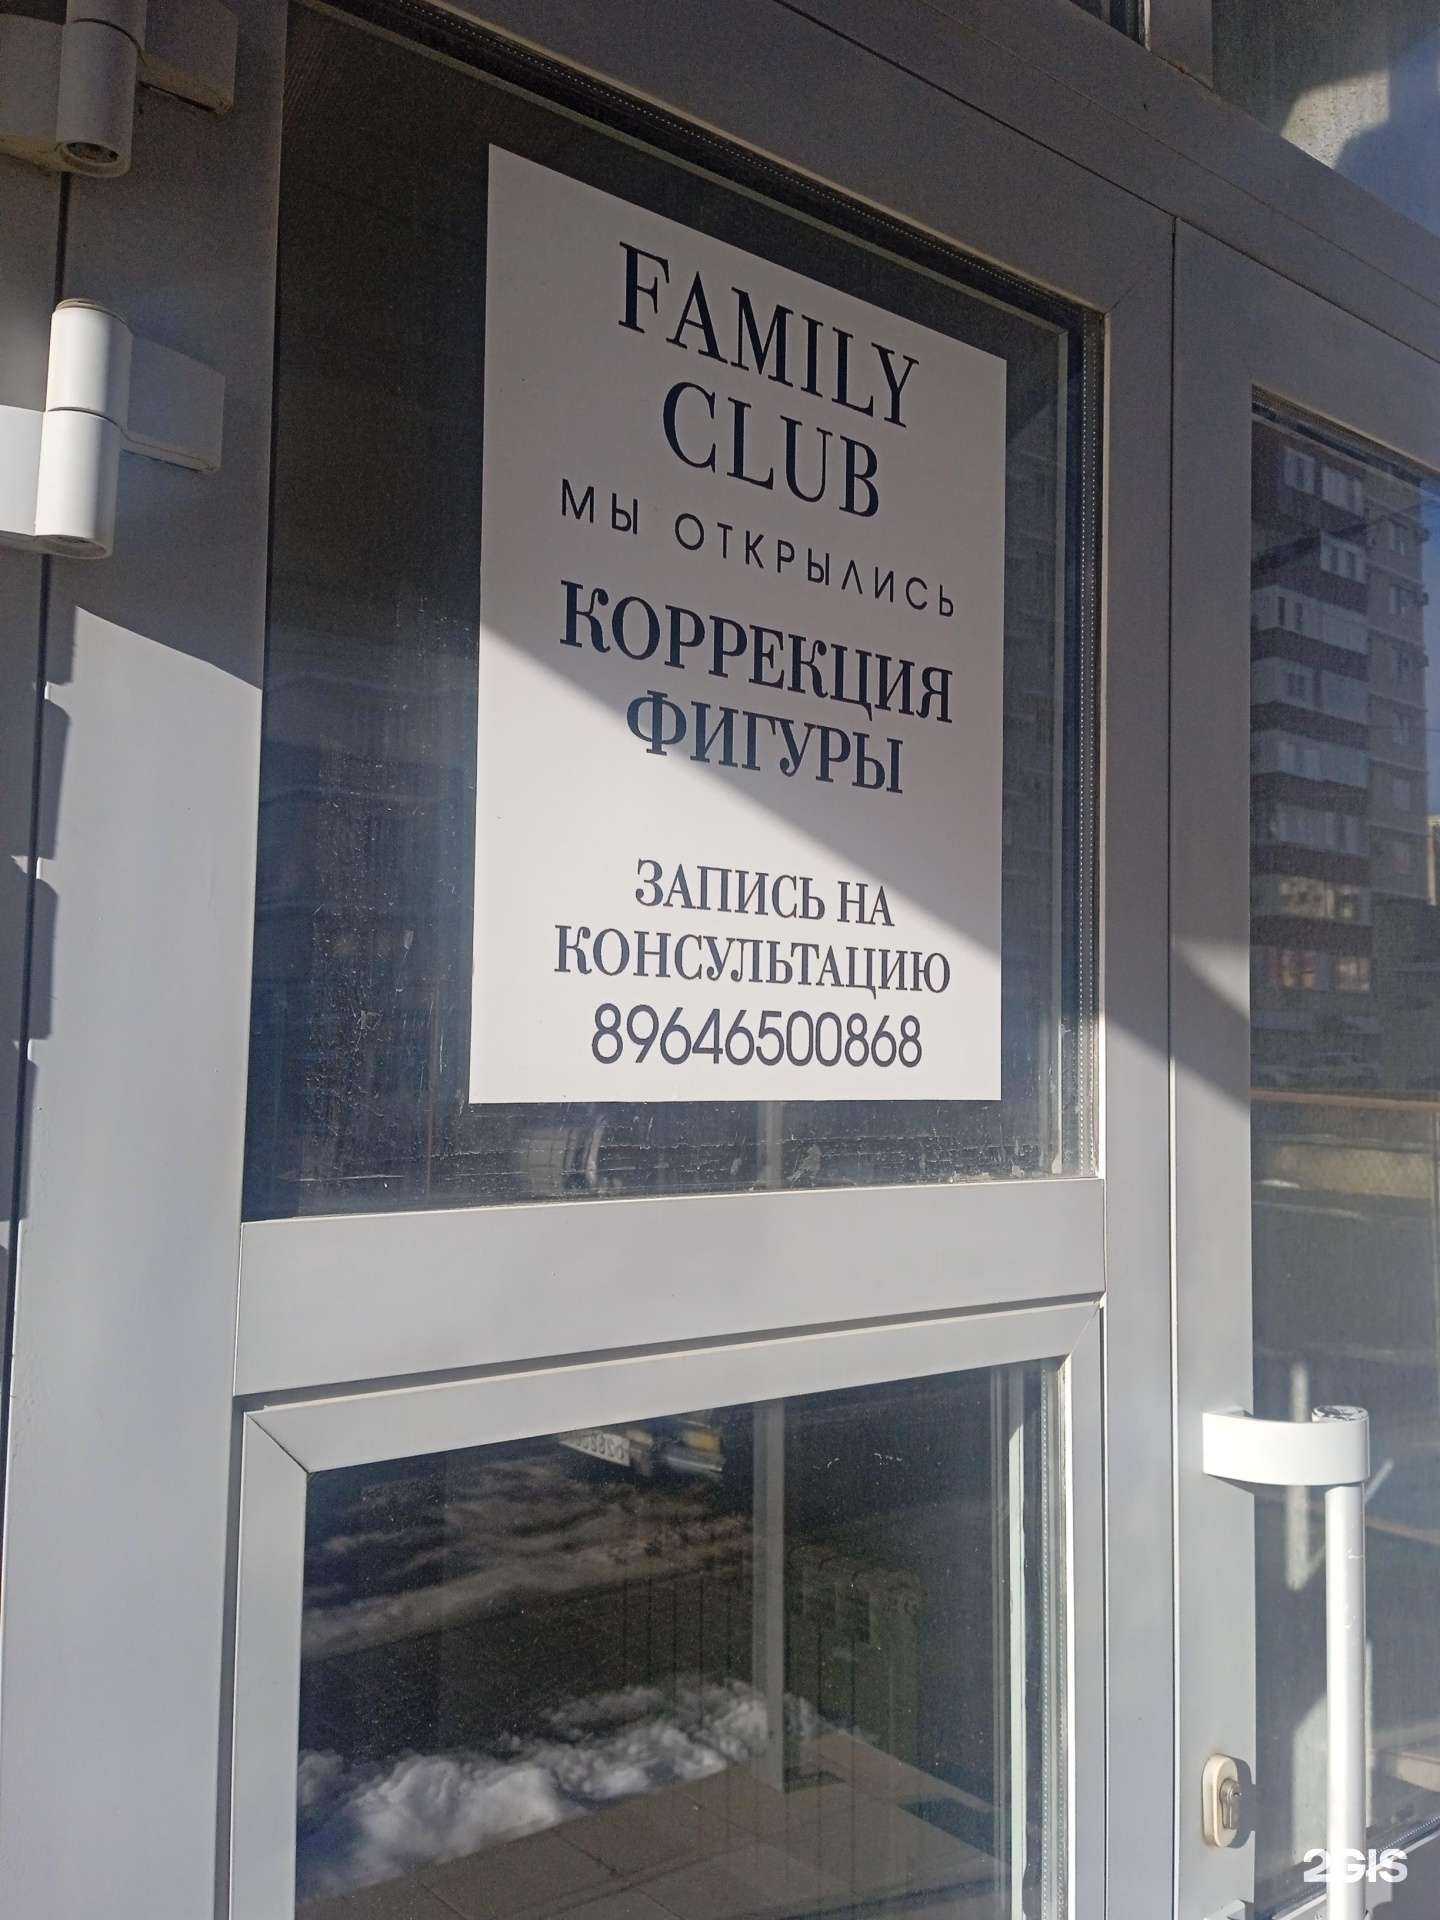 FAMILY
CLUB
МЫ ОТКРЫЛИСЬ
КОРРЕКЦИЯ
ФИГУРЫ
ЗАПИСЬ НА
КОНСУЛЬТАЦИЮ
89646500868
2GIS